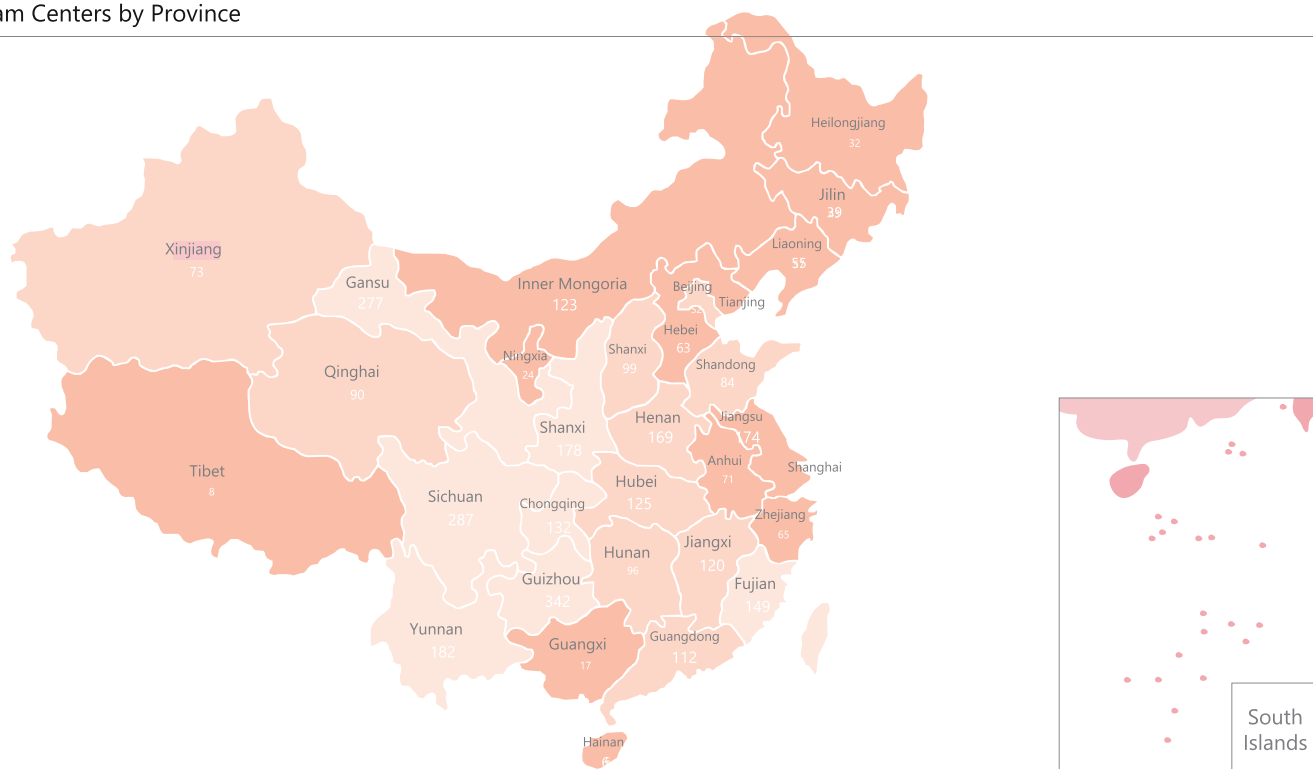 am Centers by Province
Heilongjiang
32
Jilin
Liaoning
55
Xinjiang
73
Gansu
277
Inner Mongoria
123
Beijing
Tianjing
Hebei
63
Shanxi
99
Ningxia
24
Shandong
84
Qinghai
90
Henan
169
Jiangsu
74
Shanxi
178
Anhui
71
Shanghai
Tibet
8
Sichuan
287
Chongqing
132
Hubei
125
Zhejiang
65
Hunan
96
Jiangxi
120
Guizhou
342
Fujian
149
Yunnan
182
Guangxi
17
Guangdong
112
Hainan
South
Islands